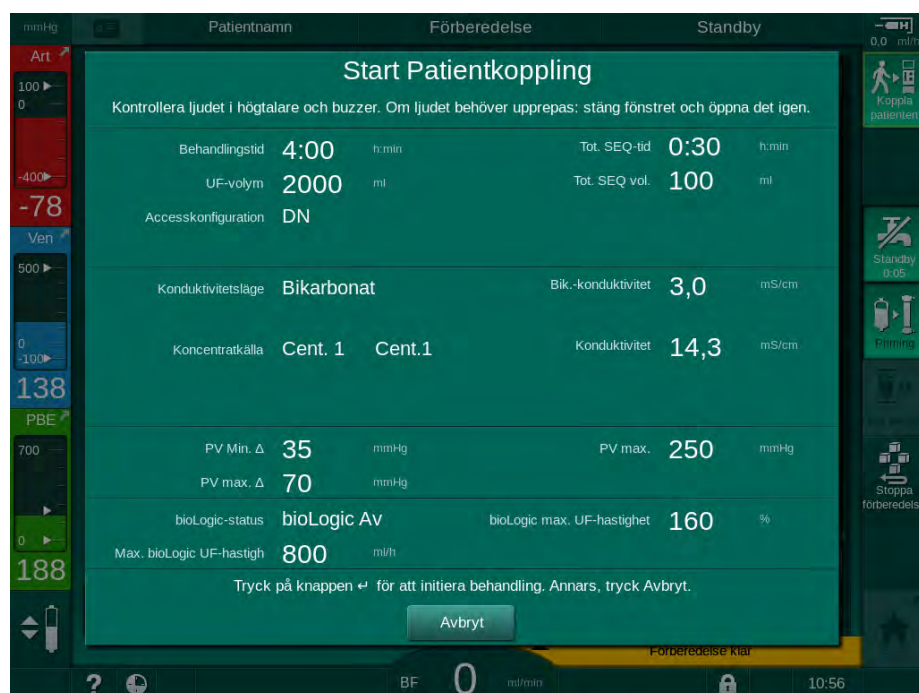 mmHg Patientnamn Förberedelse Standby
0,0 ml/h
Art
100
0
-400
-78
Ven
500
0
-100
138
PBE
700
0
188
Start Patientkoppling
Kontrollera ljudet i högtalare och buzzer. Om ljudet behöver upprepas: stäng fönstret och öppna det igen.
Behandlingstid 4:00 h:min Tot. SEQ-tid 0:30 h:min
UF-volym 2000 ml Tot. SEQ vol. 100 ml
Accesskonfiguration DN
Konduktivitetsläge Bikarbonat Bik.-konduktivitet 3,0 mS/cm
Koncentratkälla Cent. 1 Cent.1 Konduktivitet 14,3 mS/cm
PV Min. Δ 35 mmHg PV max. 250 mmHg
PV max. Δ 70 mmHg
bioLogic-status bioLogic Av bioLogic max. UF-hastighet 160 %
Max. bioLogic UF-hastigh 800 ml/h
Tryck på knappen ↵ för att initiera behandling. Annars, tryck Avbryt.
Avbryt
Koppla
patienten
Standby
0:05
Priming
Stoppa
förberedels
Förberedelse klar
? BF 0 ml/min 10:56